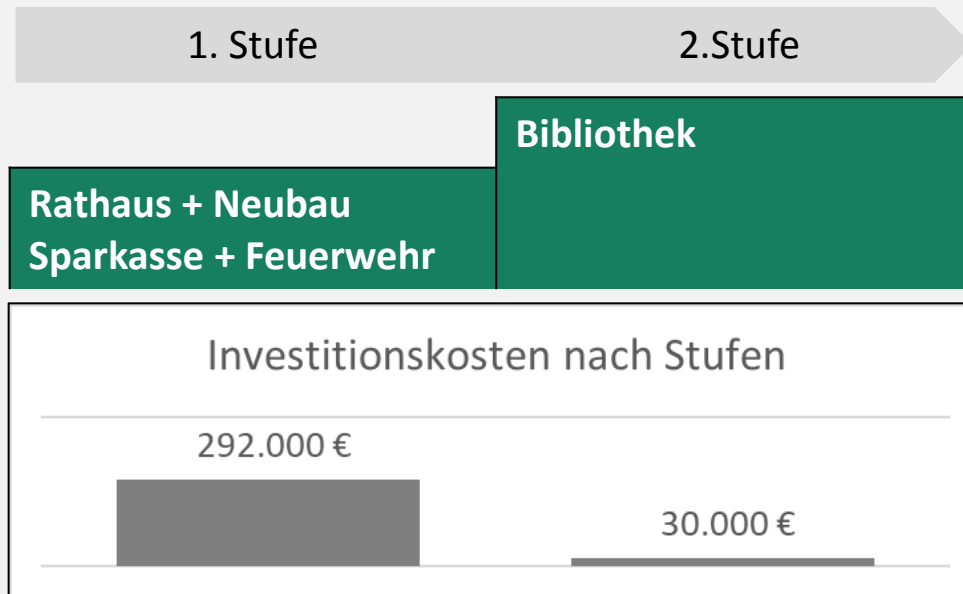 1. Stufe
2.Stufe
Bibliothek
Rathaus + Neubau
Sparkasse + Feuerwehr
Investitionskosten nach Stufen
292.000 €
30.000 €